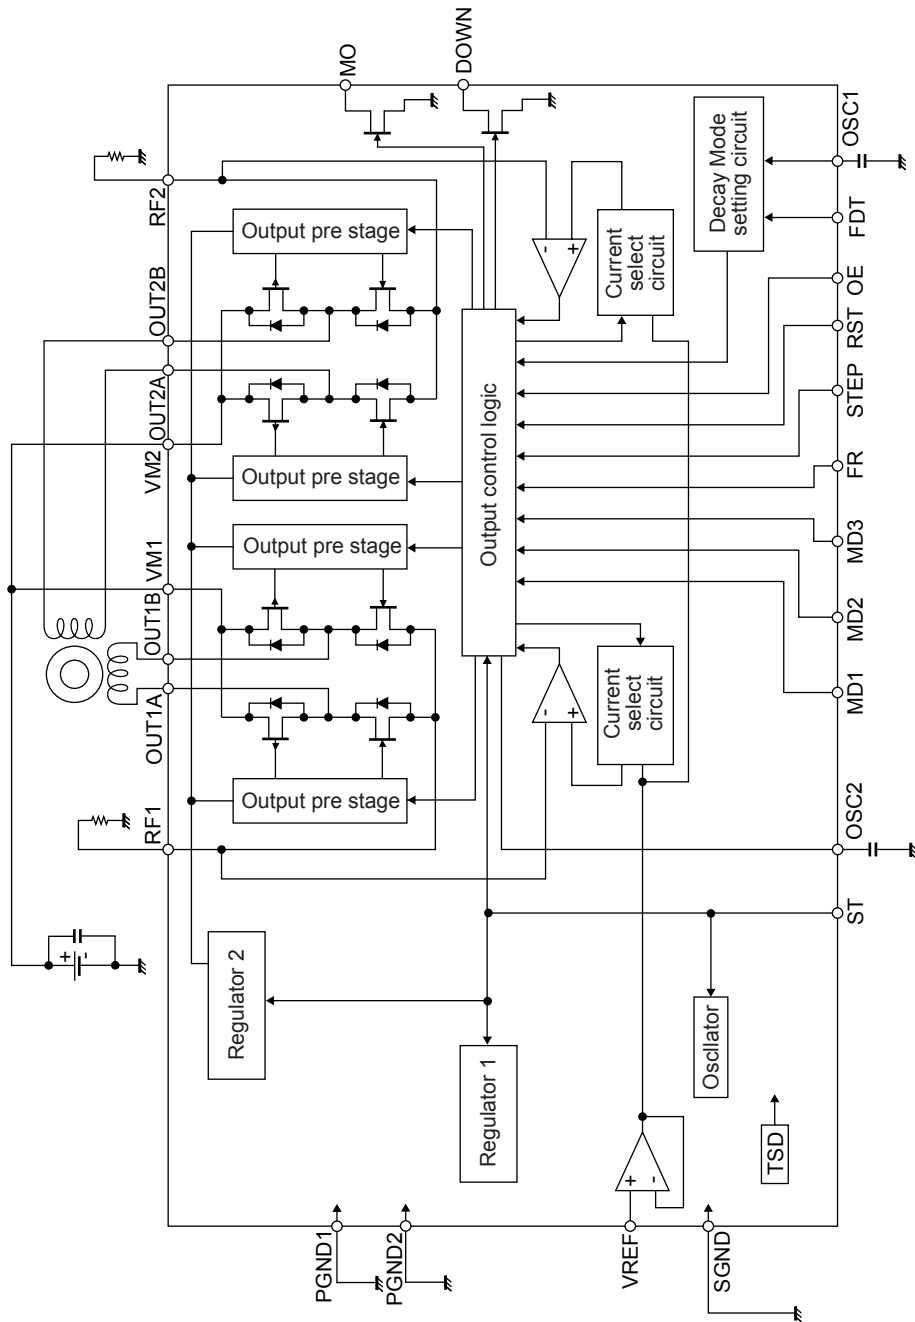 MO
DOWN
RF2
OUT2B
OUT2A
VM2
VM1
OUT1B
OUT1A
RF1
+
-
Output pre stage
Output pre stage
Output pre stage
Output pre stage
Output control logic
-
+
-
+
Current
select
circuit
Current
select
circuit
Decay Mode
setting circuit
Regulator 2
Regulator 1
Oscllator
TSD
+
-
OSC1
FDT
OE
RST
STEP
FR
MD3
MD2
MD1
OSC2
ST
PGND1
PGND2
VREF
SGND